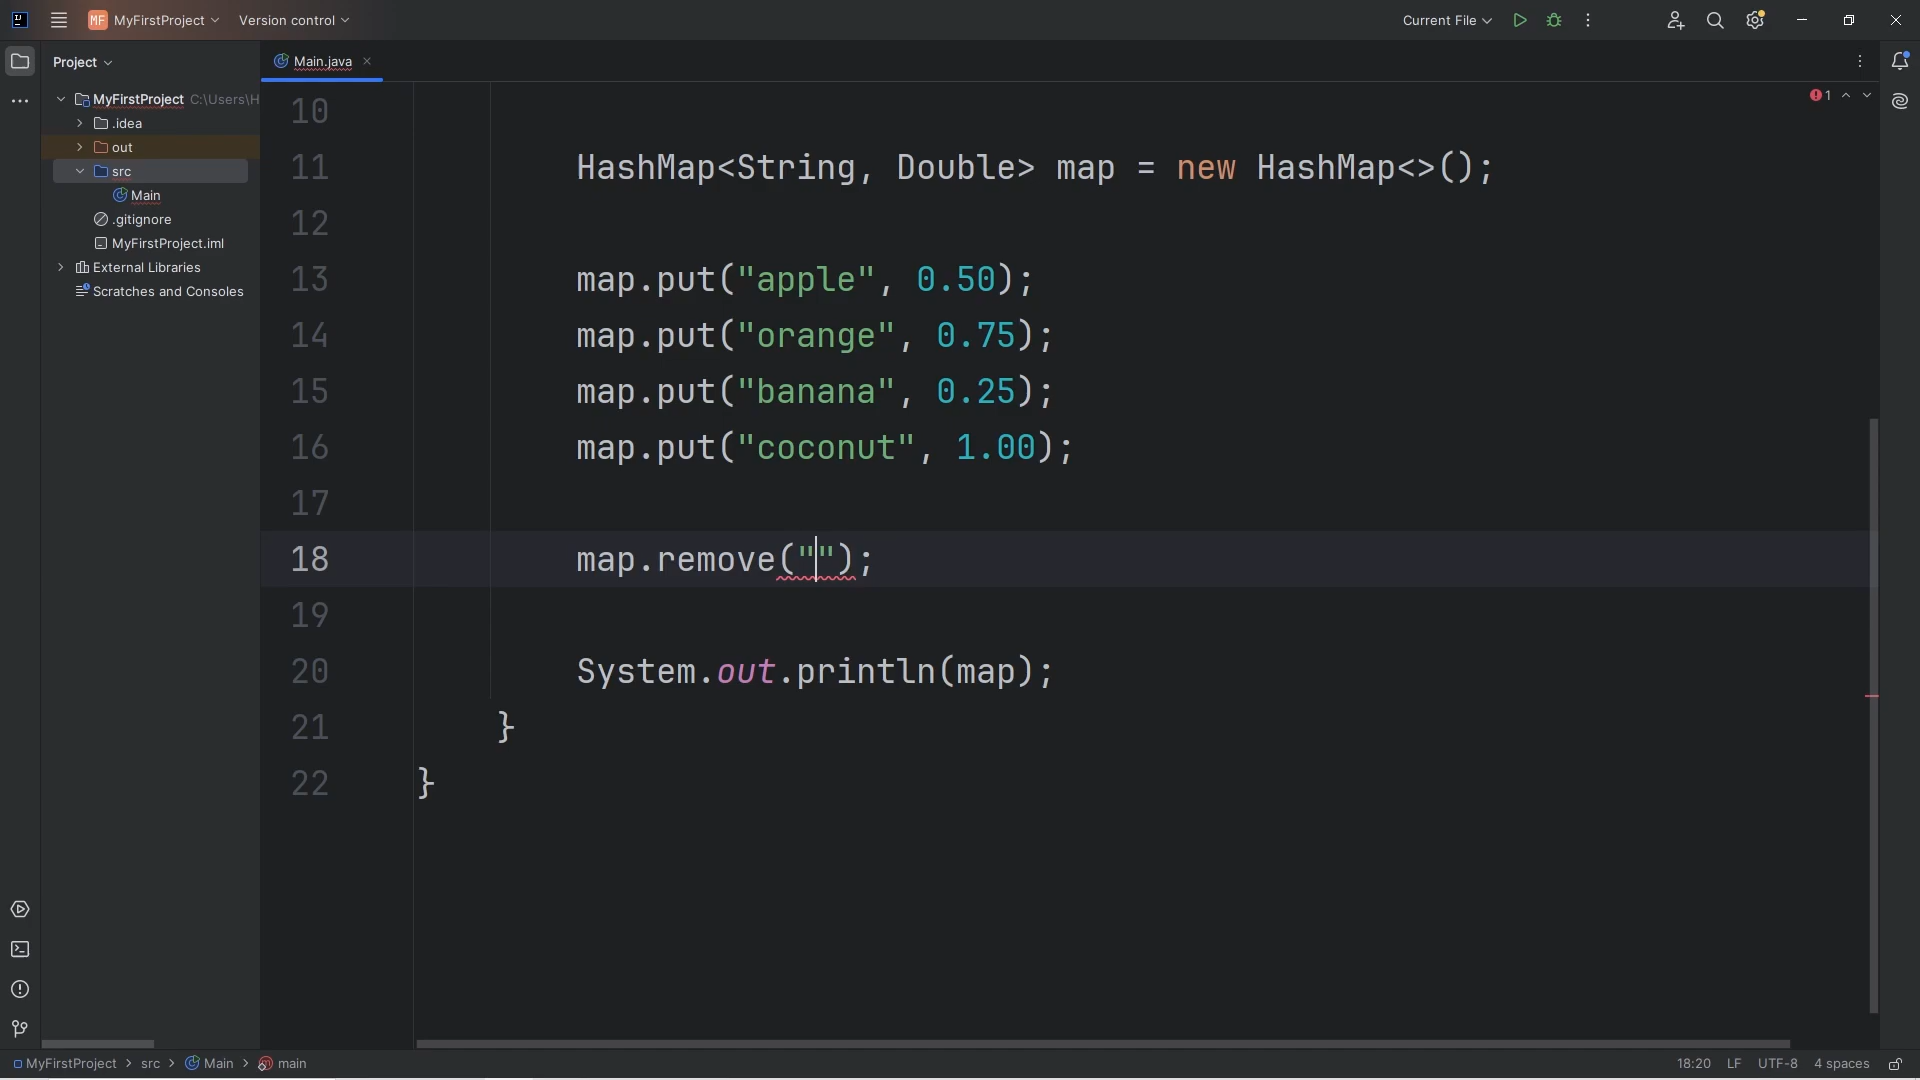 MF MyFirstProject Version control Current File
Project
Main.java
MyFirstProject C:\Users\H
.idea
out
src
Main
.gitignore
MyFirstProject.iml
External Libraries
Scratches and Consoles
1
10
11 HashMap<String, Double> map = new HashMap<>();
12
13 map.put("apple", 0.50);
14 map.put("orange", 0.75);
15 map.put("banana", 0.25);
16 map.put("coconut", 1.00);
17
18 map.remove("");
19
20 System.out.println(map);
21 }
22 }
MyFirstProject > src > Main > main 18:20 LF UTF-8 4 spaces